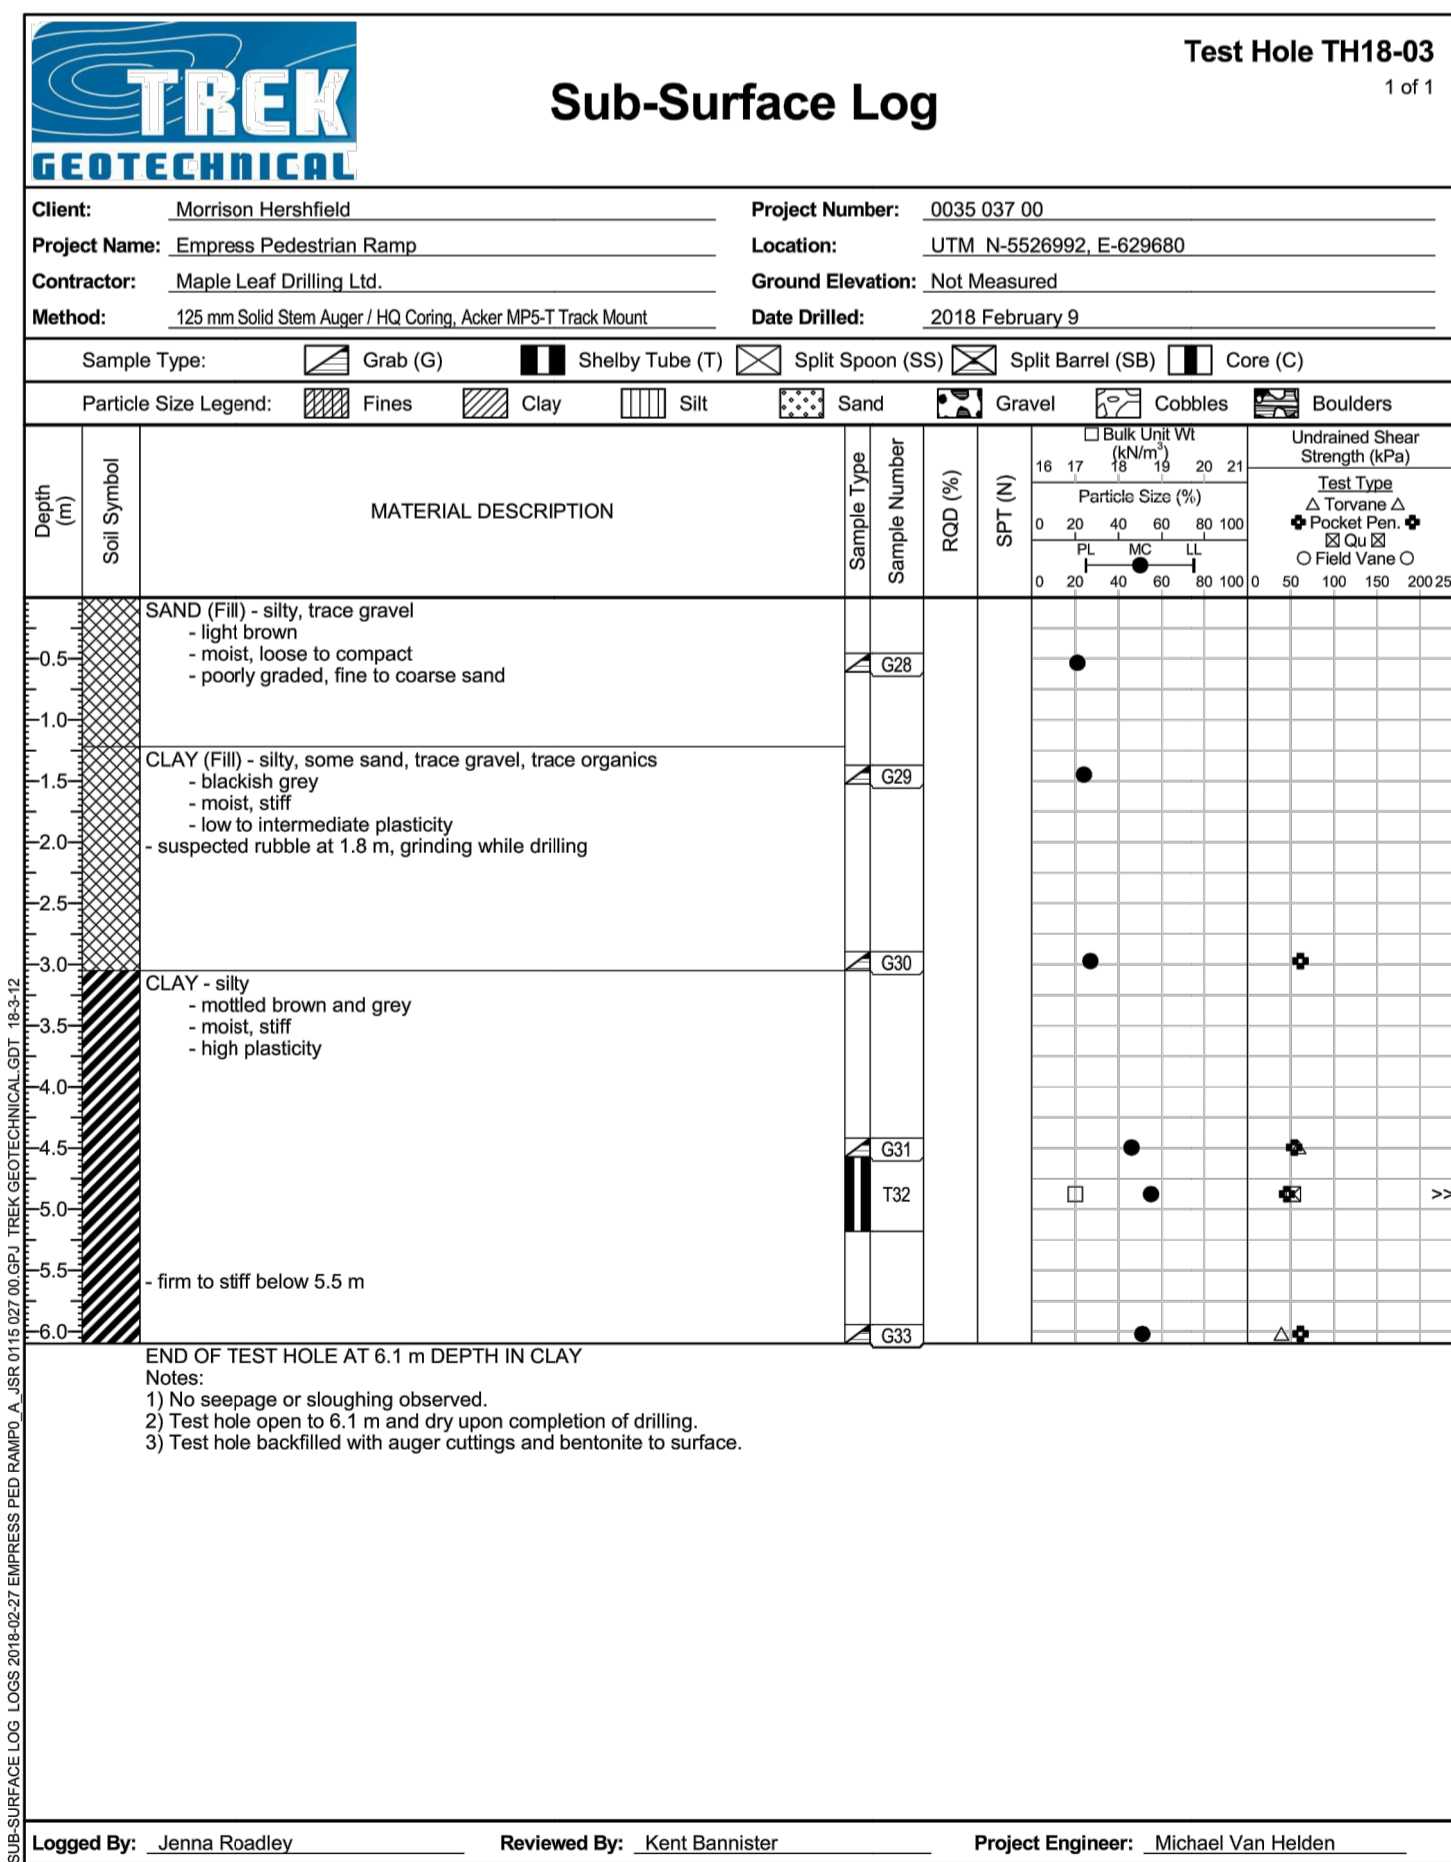 TREK
GEOTECHNICAL
Sub-Surface Log
Test Hole TH18-03
1 of 1
Client: Morrison Hershfield
Project Number: 0035 037 00
Project Name: Empress Pedestrian Ramp
Location: UTM N-5526992, E-629680
Contractor: Maple Leaf Drilling Ltd.
Ground Elevation: Not Measured
Method: 125 mm Solid Stem Auger / HQ Coring, Acker MP5-T Track Mount
Date Drilled: 2018 February 9
Sample Type: Grab (G) Shelby Tube (T) Split Spoon (SS) Split Barrel (SB) Core (C)
Particle Size Legend: Fines Clay Silt Sand Gravel Cobbles Boulders
Depth
(m)
Soil Symbol
MATERIAL DESCRIPTION
Sample Type
Sample Number
RQD (%)
SPT (N)
Bulk Unit Wt
(kN/m³)
16 17 18 19 20 21
Particle Size (%)
0 20 40 60 80 100
PL MC LL
0 20 40 60 80 100
Undrained Shear
Strength (kPa)
Test Type
Torvane
Pocket Pen.
Qu
Field Vane
0 50 100 150 200 25
SAND (Fill) - silty, trace gravel
- light brown
- moist, loose to compact
- poorly graded, fine to coarse sand
-0.5-
G28
-1.0-
CLAY (Fill) - silty, some sand, trace gravel, trace organics
- blackish grey
- moist, stiff
- low to intermediate plasticity
- suspected rubble at 1.8 m, grinding while drilling
-1.5-
G29
-2.0-
-2.5-
-3.0-
G30
CLAY - silty
- mottled brown and grey
- moist, stiff
- high plasticity
-3.5-
-4.0-
-4.5-
G31
T32
>>
-5.0-
-5.5-
- firm to stiff below 5.5 m
-6.0-
G33
END OF TEST HOLE AT 6.1 m DEPTH IN CLAY
Notes:
1) No seepage or sloughing observed.
2) Test hole open to 6.1 m and dry upon completion of drilling.
3) Test hole backfilled with auger cuttings and bentonite to surface.
SUB-SURFACE LOG LOGS 2018-02-27 EMPRESS PED RAMP0_A_JSR 0115 027 00.GPJ TREK GEOTECHNICAL.GDT 18-3-12
Logged By: Jenna Roadley
Reviewed By: Kent Bannister
Project Engineer: Michael Van Helden